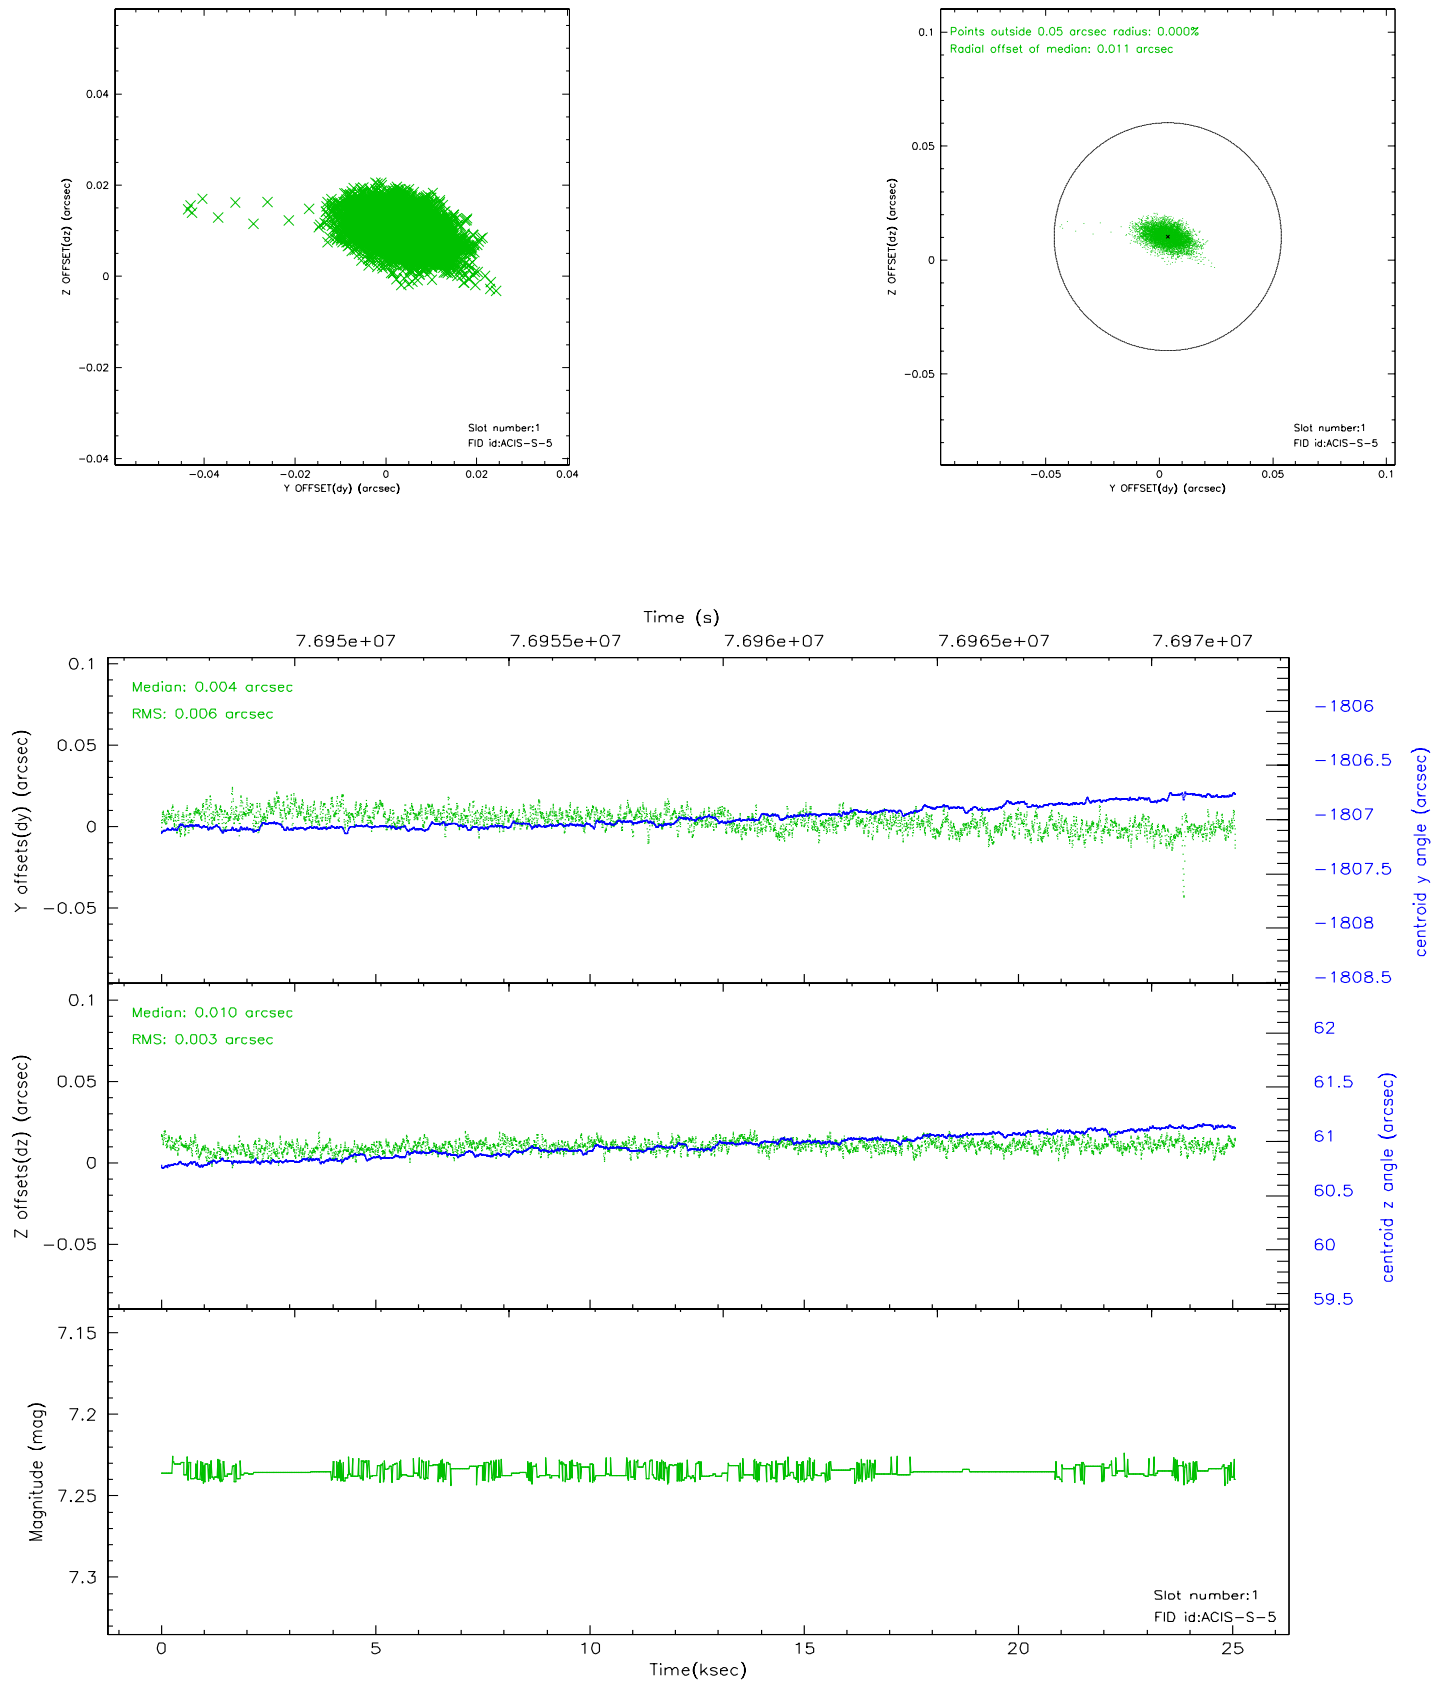 0.04
0.02
0
−0.02
−0.04
Z OFFSET(dz) (arcsec)
Slot number:1
FID id:ACIS−S−5
−0.04
−0.02
0
0.02
0.04
Y OFFSET(dy) (arcsec)
Points outside 0.05 arcsec radius: 0.000%
Radial offset of median: 0.011 arcsec
0.1
0.05
0
−0.05
Z OFFSET(dz) (arcsec)
Slot number:1
FID id:ACIS−S−5
−0.05
0
0.05
0.1
Y OFFSET(dy) (arcsec)
Time (s)
7.695e+07
7.6955e+07
7.696e+07
7.6965e+07
7.697e+07
Median: 0.004 arcsec
RMS: 0.006 arcsec
0.1
0.05
0
−0.05
Y offsets(dy) (arcsec)
−1806
−1806.5
−1807
−1807.5
−1808
−1808.5
centroid y angle (arcsec)
Median: 0.010 arcsec
RMS: 0.003 arcsec
0.1
0.05
0
−0.05
Z offsets(dz) (arcsec)
62
61.5
61
60.5
60
59.5
centroid z angle (arcsec)
7.15
7.2
7.25
7.3
Magnitude (mag)
Slot number:1
FID id:ACIS−S−5
0
5
10
15
20
25
Time(ksec)